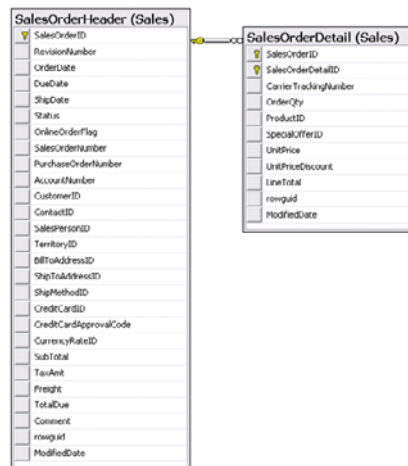 SalesOrderHeader (Sales)
SalesOrderID
RevisionNumber
OrderDate
DueDate
ShipDate
Status
OnlineOrderFlag
SalesOrderNumber
PurchaseOrderNumber
AccountNumber
CustomerID
ContactID
SalesPersonID
TerritoryID
BillToAddressID
ShipToAddressID
ShipMethodID
CreditCardID
CreditCardApprovalCode
CurrencyRateID
SubTotal
TaxAmt
Freight
TotalDue
Comment
rowguid
ModifiedDate
SalesOrderDetail (Sales)
SalesOrderID
SalesOrderDetailID
CarrierTrackingNumber
OrderQty
ProductID
SpecialOfferID
UnitPrice
UnitPriceDiscount
LineTotal
rowguid
ModifiedDate